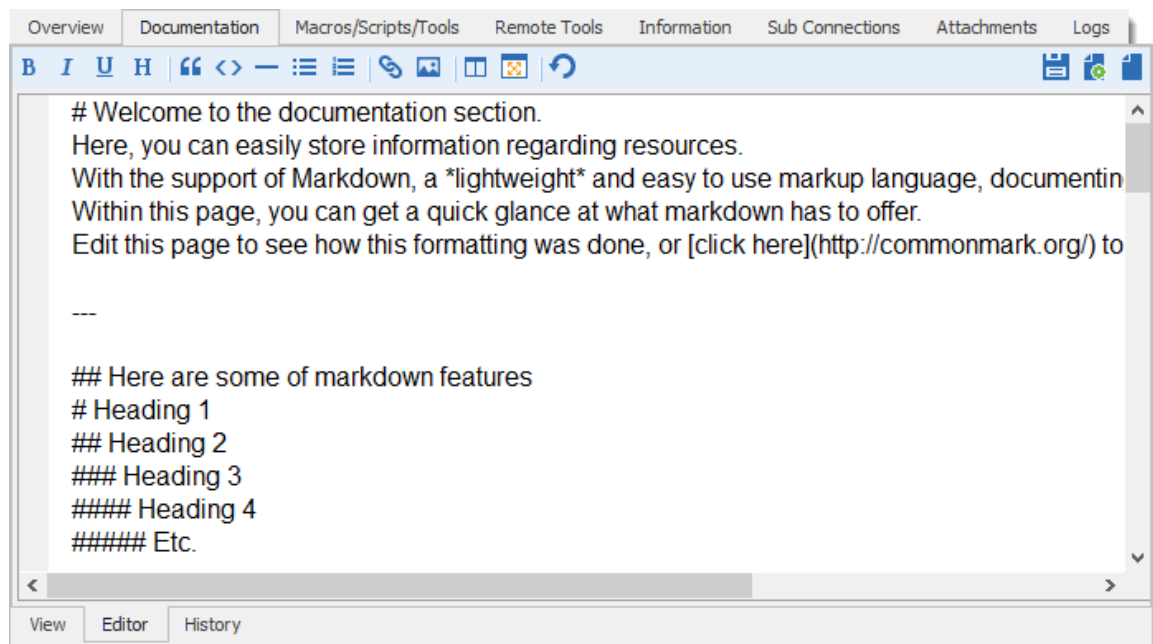 Overview Documentation Macros/Scripts/Tools Remote Tools Information Sub Connections Attachments Logs
B I U H
# Welcome to the documentation section.
Here, you can easily store information regarding resources.
With the support of Markdown, a *lightweight* and easy to use markup language, documentin
Within this page, you can get a quick glance at what markdown has to offer.
Edit this page to see how this formatting was done, or [click here](http://commonmark.org/) to
---
## Here are some of markdown features
# Heading 1
## Heading 2
### Heading 3
#### Heading 4
##### Etc.
View Editor History